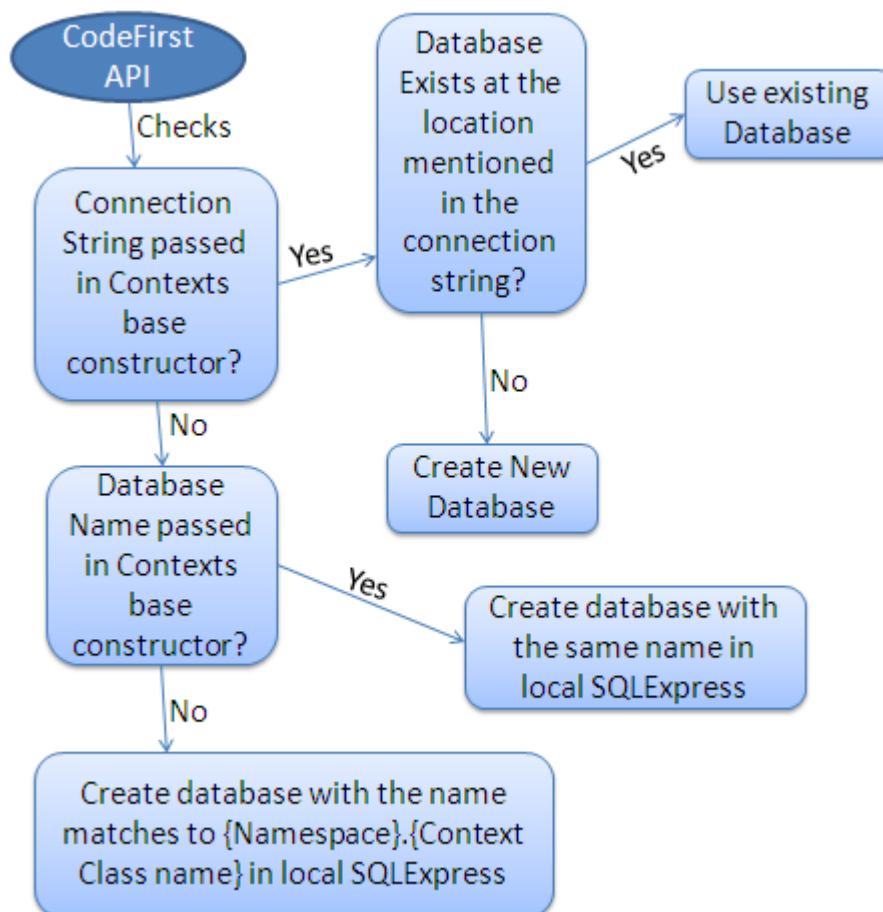 CodeFirst
API
Checks
Connection
String passed
in Contexts
base
constructor?
Yes
Database
Exists at the
location
mentioned
in the
connection
string?
Yes
Use existing
Database
No
Create New
Database
No
Database
Name passed
in Contexts
base
constructor?
Yes
Create database with
the same name in
local SQLExpress
No
Create database with the name
matches to {Namespace}.{Context
Class name} in local SQLExpress